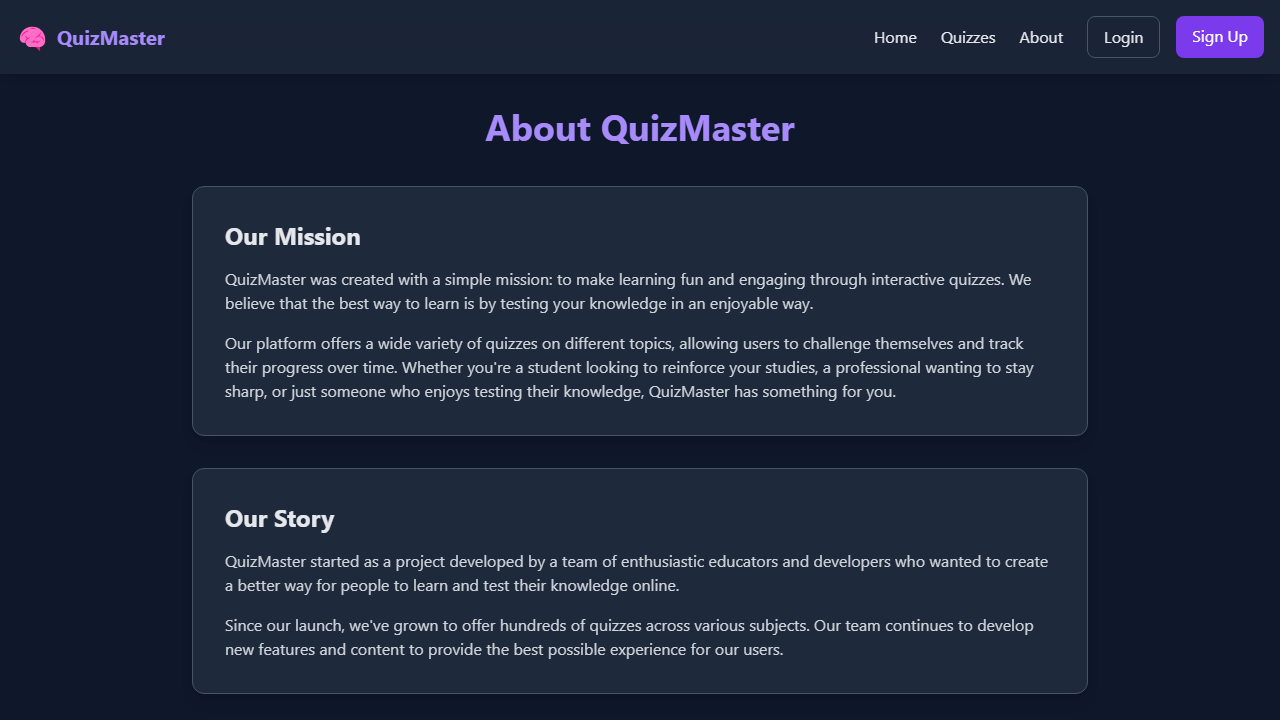 QuizMaster
Home
Quizzes
About
Login
Sign Up
About QuizMaster
Our Mission
QuizMaster was created with a simple mission: to make learning fun and engaging through interactive quizzes. We
believe that the best way to learn is by testing your knowledge in an enjoyable way.
Our platform offers a wide variety of quizzes on different topics, allowing users to challenge themselves and track
their progress over time. Whether you're a student looking to reinforce your studies, a professional wanting to stay
sharp, or just someone who enjoys testing their knowledge, QuizMaster has something for you.
Our Story
QuizMaster started as a project developed by a team of enthusiastic educators and developers who wanted to create
a better way for people to learn and test their knowledge online.
Since our launch, we've grown to offer hundreds of quizzes across various subjects. Our team continues to develop
new features and content to provide the best possible experience for our users.